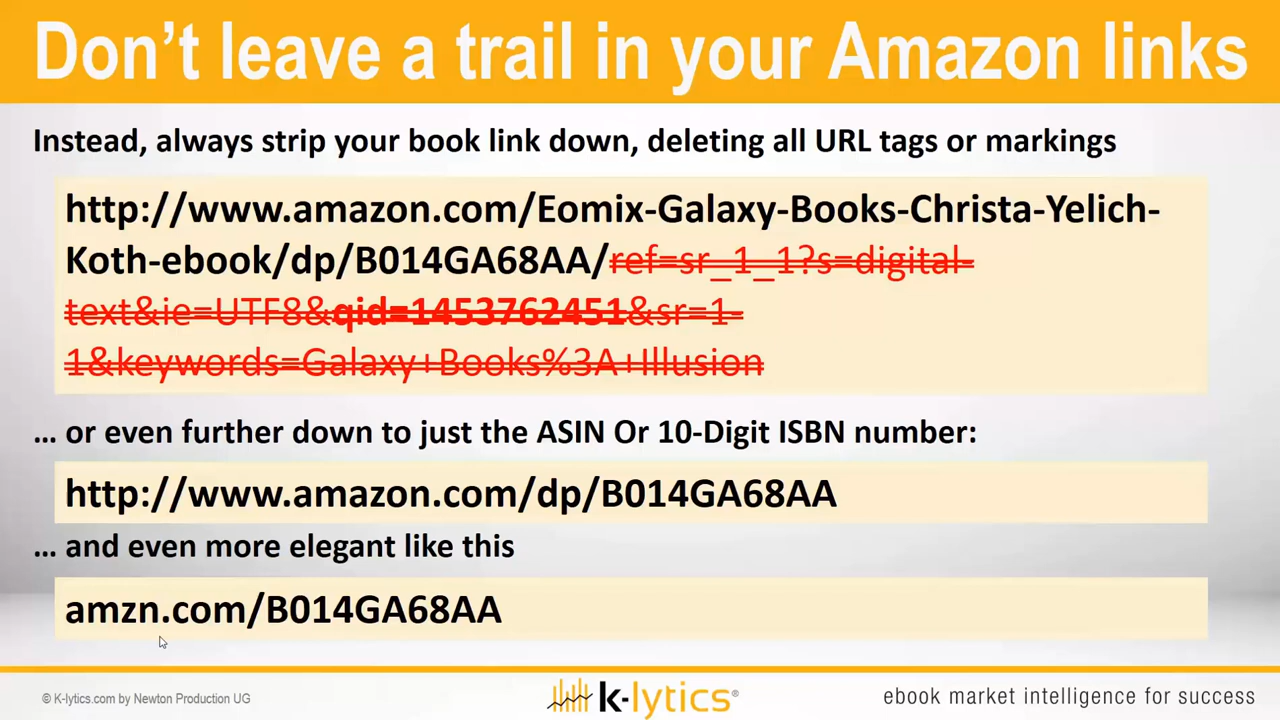 Don't leave a trail in your Amazon links
Instead, always strip your book link down, deleting all URL tags or markings
http://www.amazon.com/Eomix-Galaxy-Books-Christa-Yelich-
Koth-ebook/dp/B014GA68AA/ref=sr_1_1?s=digital-
text&ie=UTF8&qid=1453762451&sr=1-
1&keywords=Galaxy+Books%3A+Illusion
... or even further down to just the ASIN Or 10-Digit ISBN number:
http://www.amazon.com/dp/B014GA68AA
... and even more elegant like this
amzn.com/B014GA68AA
© K-lytics.com by Newton Production UG
k-lytics®
ebook market intelligence for success